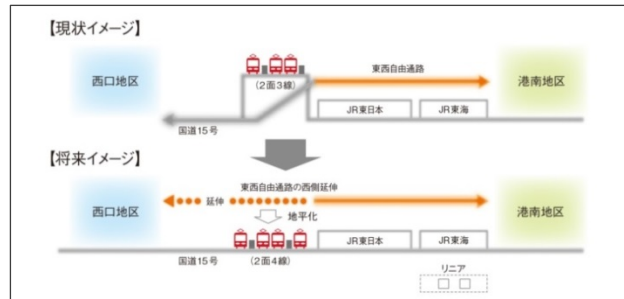 【現状イメージ】
西口地区
(2面3線)
東西自由通路
港南地区
JR東日本
JR東海
国道15号
【将来イメージ】
東西自由通路の西側延伸
西口地区
延伸
地平化
港南地区
JR東日本
JR東海
国道15号
(2面4線)
リニア